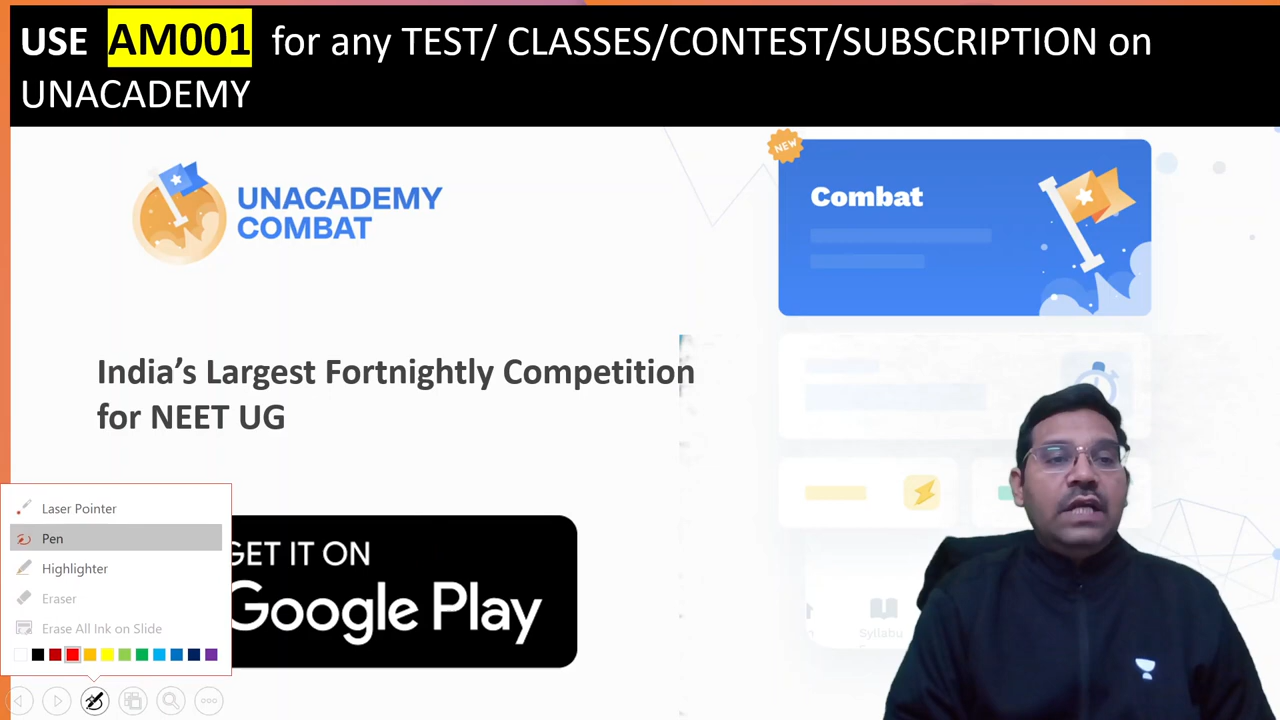 USE AM001 for any TEST/ CLASSES/CONTEST/SUBSCRIPTION on
UNACADEMY
UNACADEMY
COMBAT
NEW
Combat
India's Largest Fortnightly Competition
for NEET UG
Laser Pointer
Pen
Highlighter
Eraser
Erase All Ink on Slide
GET IT ON
Google Play
Syllabu